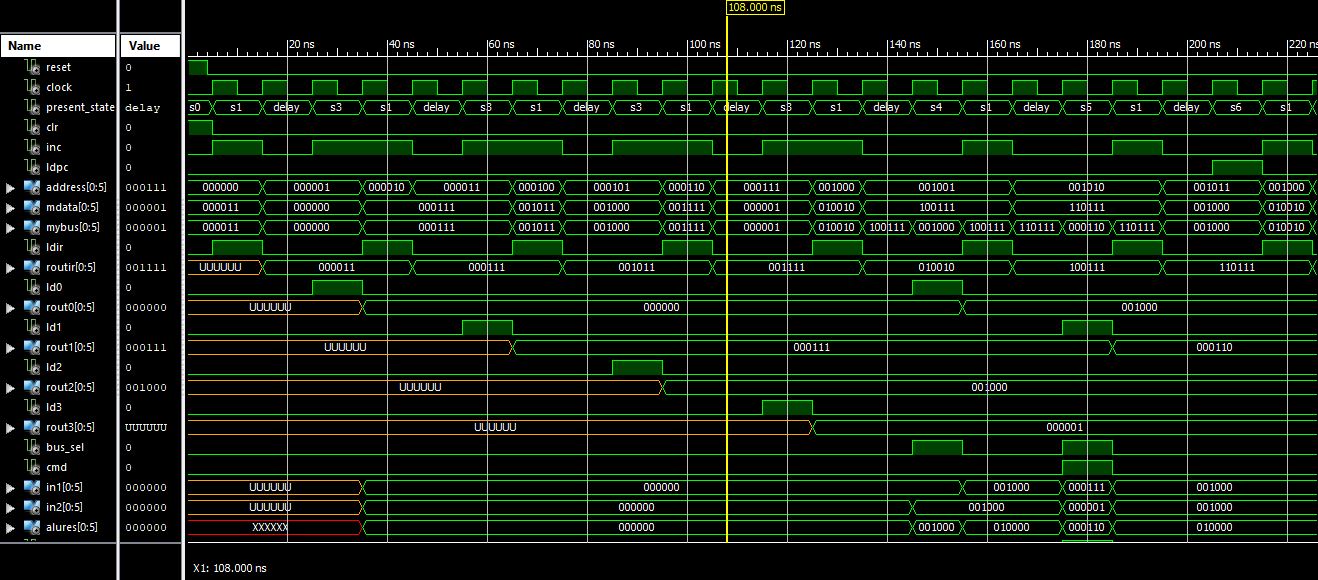 108.000 ns
Name Value 20 ns 40 ns 60 ns 80 ns 100 ns 120 ns 140 ns 160 ns 180 ns 200 ns 220 ns
reset 0
clock 1
present_state delay s0 s1 delay s3 s1 delay s3 s1 delay s3 s1 delay s3 s1 delay s4 s1 delay s5 s1 delay s6 s1
clr 0
inc 0
ldpc 0
address[0:5] 000111 000000 000001 000010 000011 000100 000101 000110 000111 001000 001001 001010 001011 001000
mdata[0:5] 000001 000011 000000 000111 001011 001000 001111 000001 010010 100111 110111 001000 010010
mybus[0:5] 000001 000011 000000 000111 001011 001000 001111 000001 010010 100111 001000 100111 110111 000110 110111 001000 010010
ldir 0
routir[0:5] 001111 UUUUUU 000011 000111 001011 001111 010010 100111 110111
ld0 0
rout0[0:5] 000000 UUUUUU 000000 001000
ld1 0
rout1[0:5] 000111 UUUUUU 000111 000110
ld2 0
rout2[0:5] 001000 UUUUUU 001000
ld3 0
rout3[0:5] UUUUUU UUUUUU 000001
bus_sel 0
cmd 0
in1[0:5] 000000 UUUUUU 000000 001000 000111 001000
in2[0:5] 000000 UUUUUU 000000 001000 000001 001000
alures[0:5] 000000 XXXXXX 000000 001000 010000 000110 010000
X1: 108.000 ns